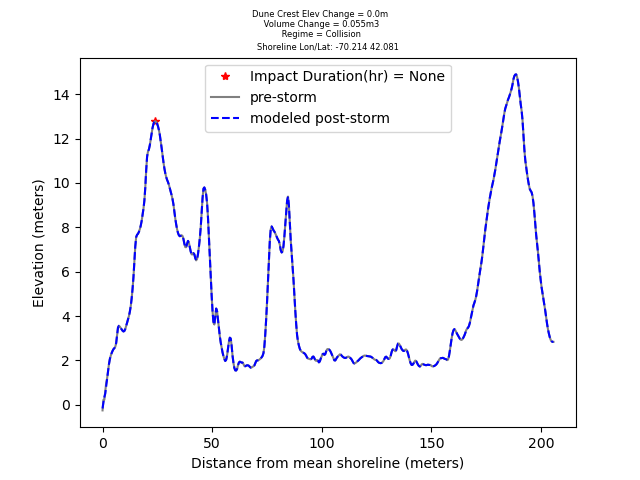 Dune Crest Elev Change = 0.0m
Volume Change = 0.055m3
Regime = Collision
Shoreline Lon/Lat: -70.214 42.081
Impact Duration(hr) = None
pre-storm
modeled post-storm
14
12
10
8
6
4
2
0
Elevation (meters)
0 50 100 150 200
Distance from mean shoreline (meters)